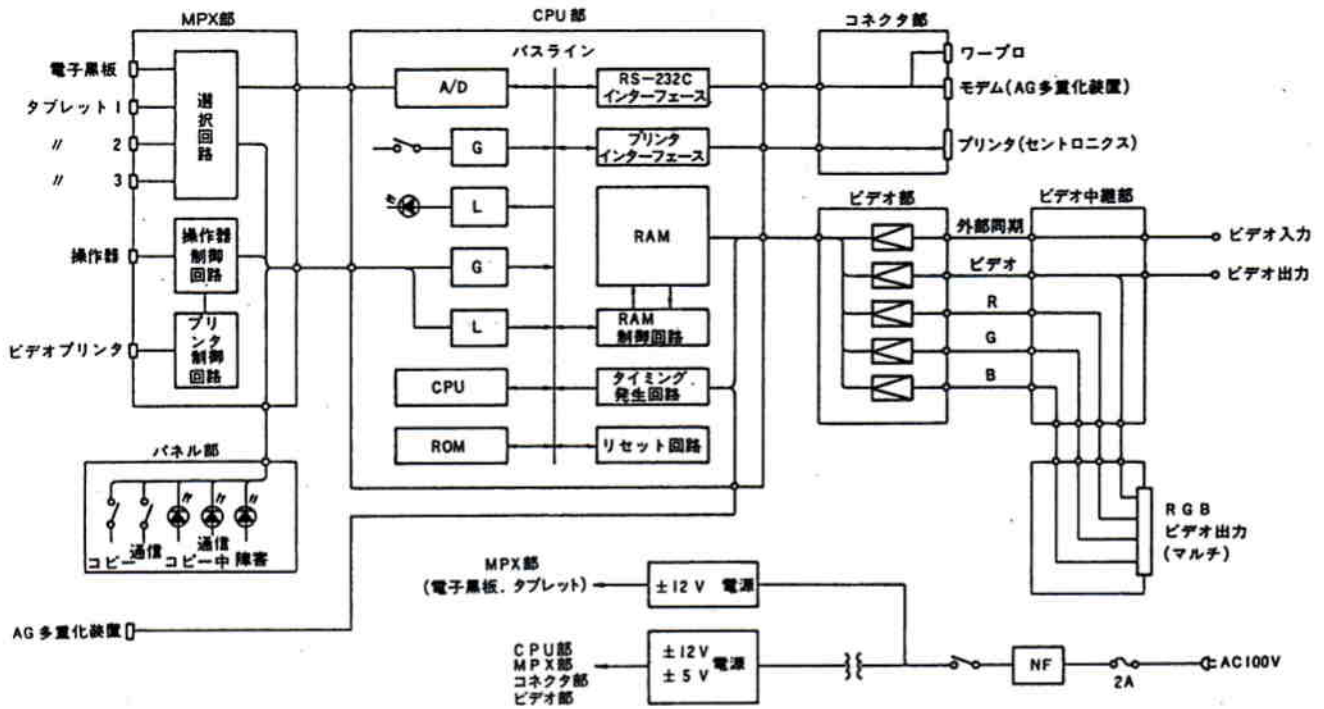 MPX部
電子黒板
タブレット1
〃 2
〃 3
選択回路
操作器
操作器制御回路
ビデオプリンタ
プリンタ制御回路
パネル部
コピー
通信
コピー中
通信
障害
AG多重化装置
CPU部
バスライン
A/D
G
L
G
L
CPU
ROM
RS-232C
インターフェース
プリンタ
インターフェース
RAM
RAM
制御回路
タイミング
発生回路
リセット回路
コネクタ部
ワープロ
モデム(AG多重化装置)
プリンタ(セントロニクス)
ビデオ部
ビデオ中継部
外部同期
ビデオ
R
G
B
ビデオ入力
ビデオ出力
RGB
ビデオ出力
(マルチ)
MPX部
(電子黒板、タブレット)
±12V 電源
CPU部
MPX部
コネクタ部
ビデオ部
±12V
±5V
電源
NF
2A
AC100V